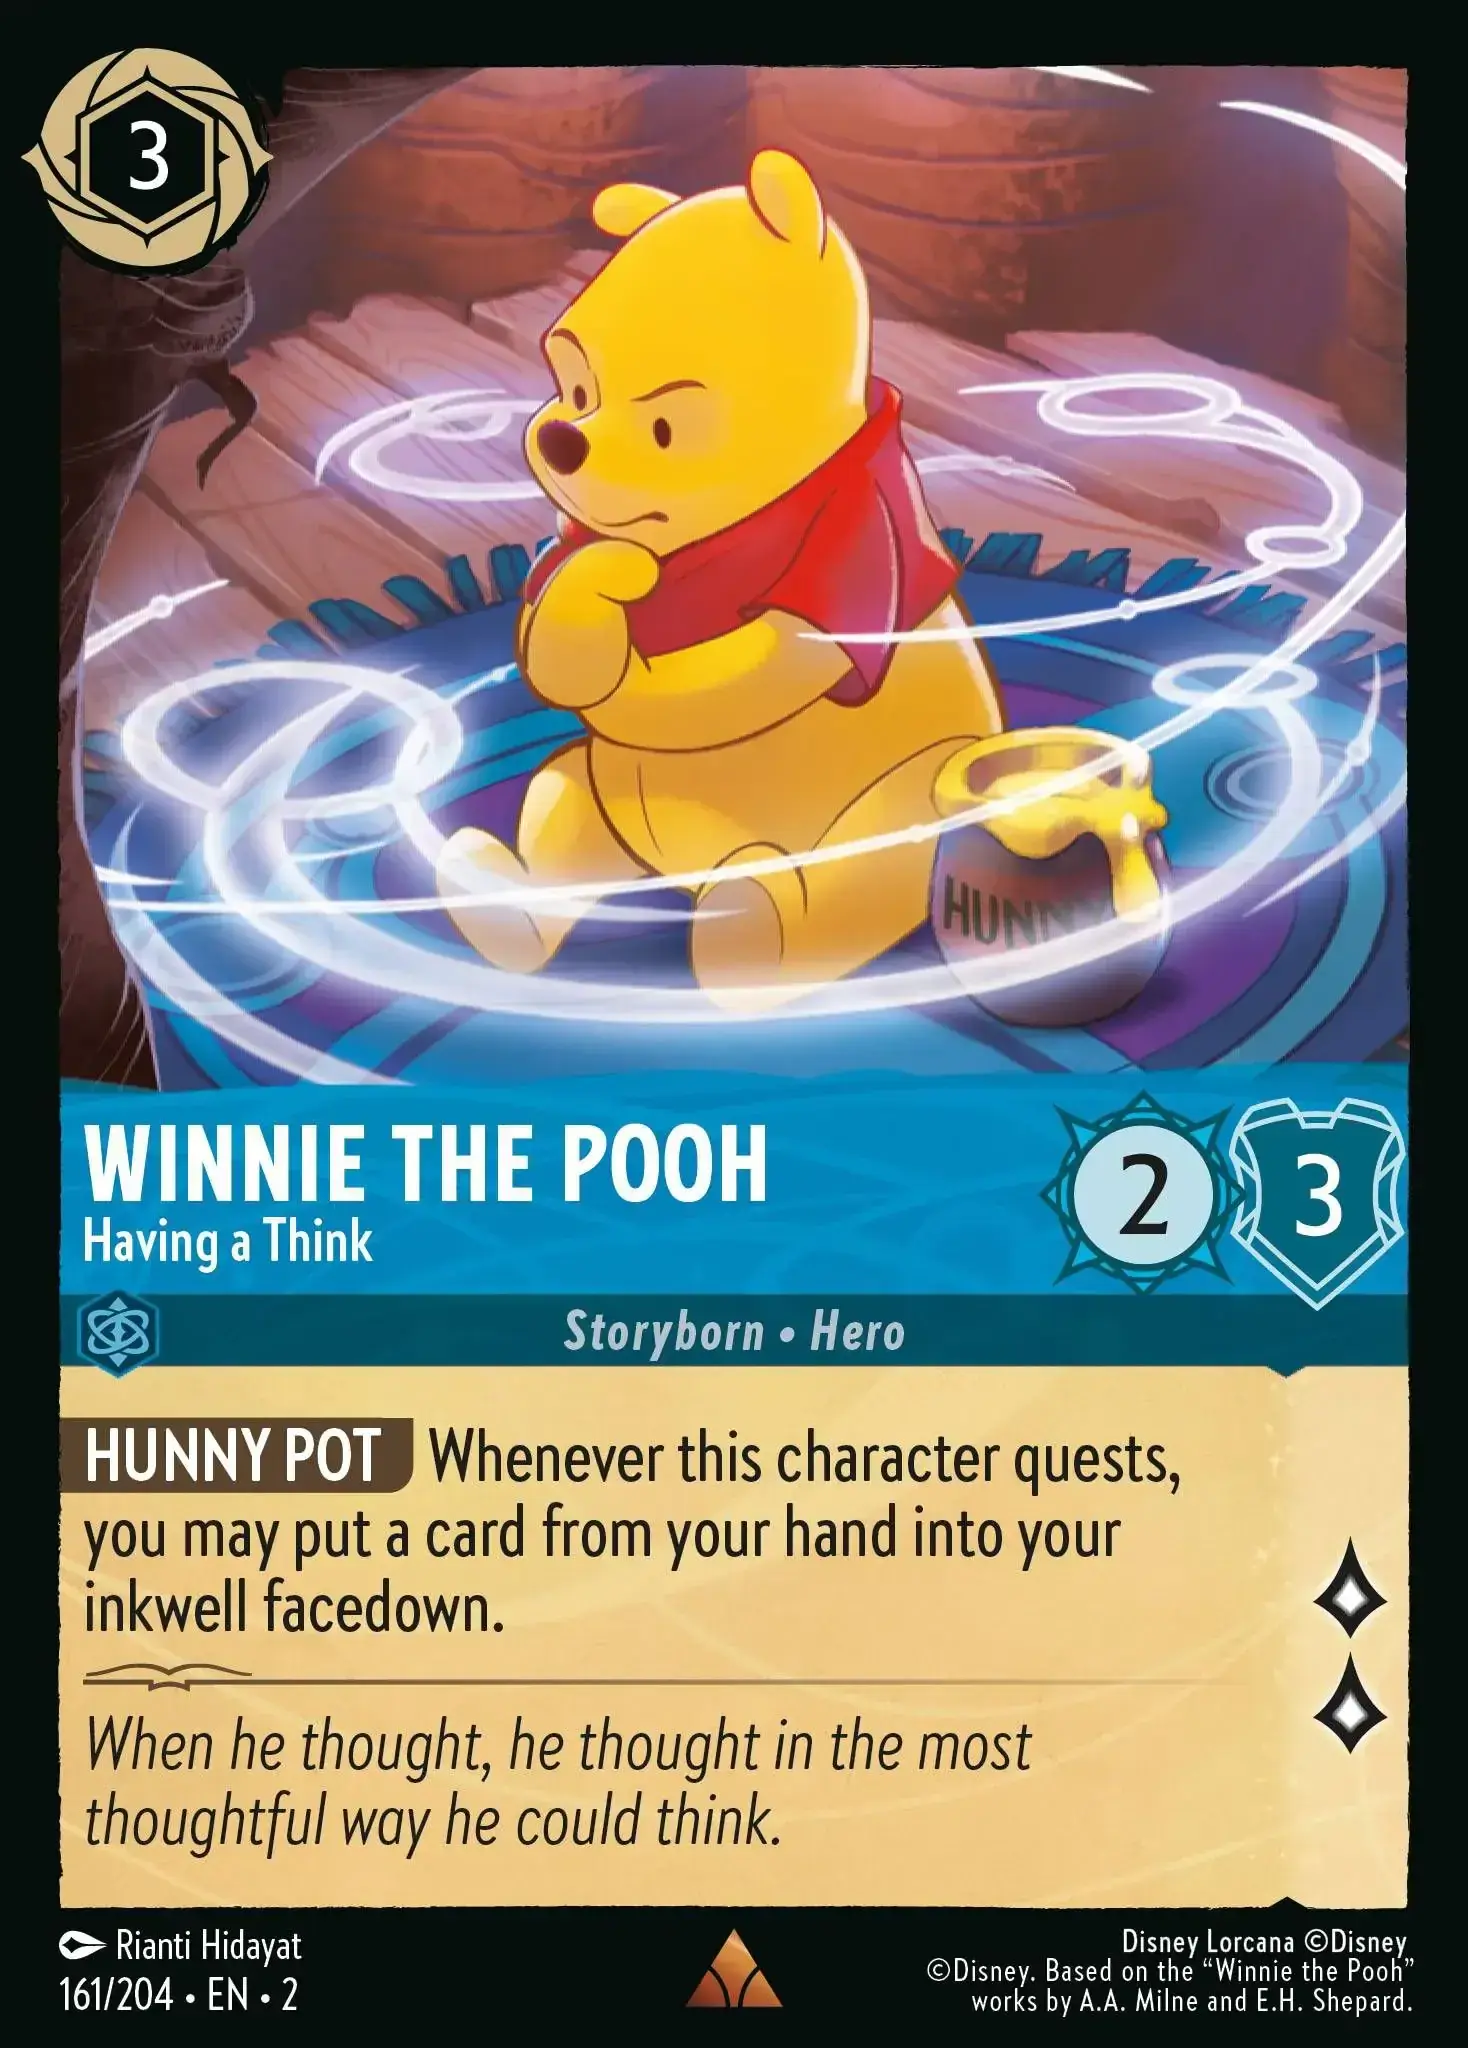 3
HUNNY
WINNIE THE POOH
Having a Think
2
3
Storyborn • Hero
HUNNY POT Whenever this character quests,
you may put a card from your hand into your
inkwell facedown.
When he thought, he thought in the most
thoughtful way he could think.
Rianti Hidayat
161/204 • EN • 2
Disney Lorcana ©Disney
©Disney. Based on the “Winnie the Pooh”
works by A.A. Milne and E.H. Shepard.